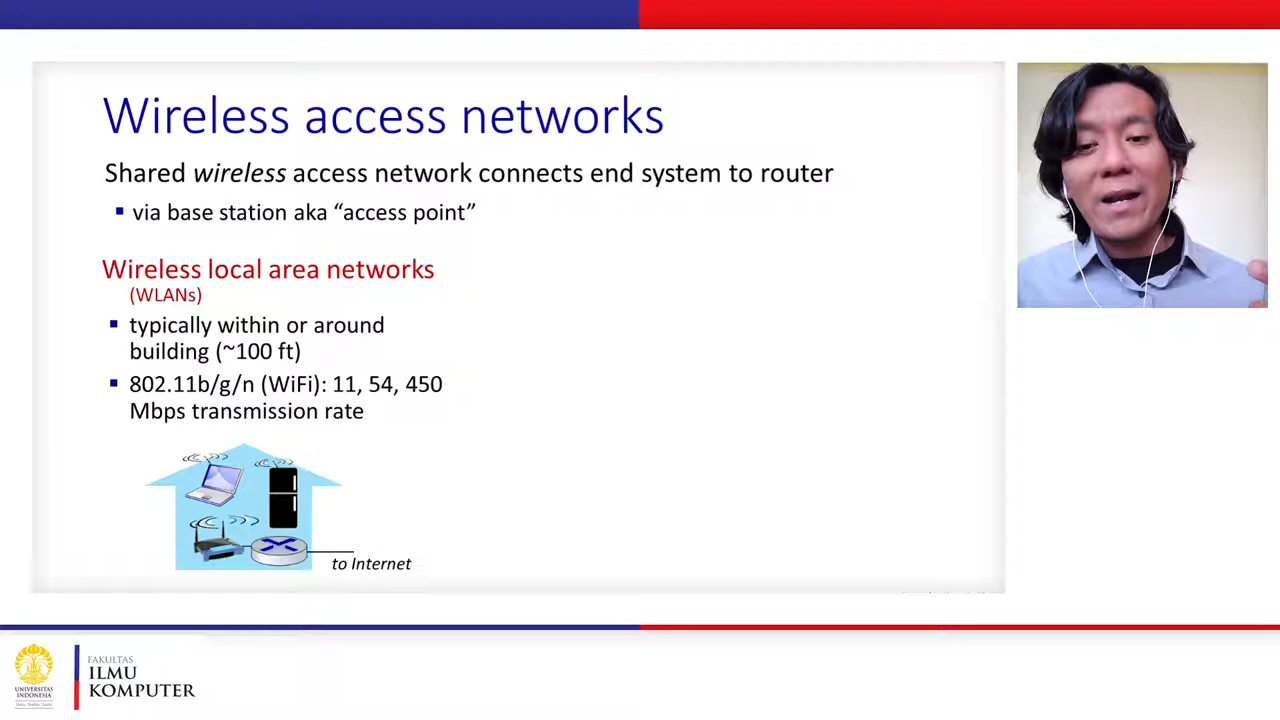 Wireless access networks
Shared wireless access network connects end system to router
▪ via base station aka “access point”
Wireless local area networks
(WLANs)
▪ typically within or around
building (~100 ft)
▪ 802.11b/g/n (WiFi): 11, 54, 450
Mbps transmission rate
to Internet
UNIVERSITAS
INDONESIA
FAKULTAS
ILMU
KOMPUTER